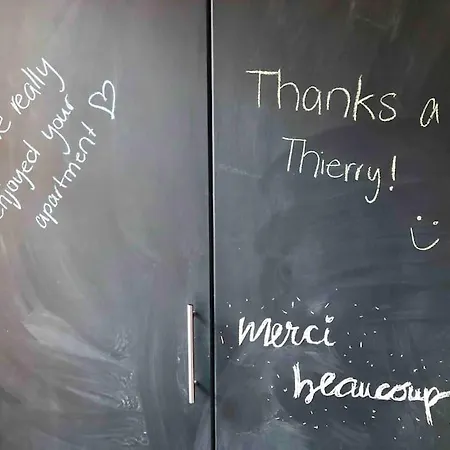 really
enjoyed your
apartment ♡
Thanks a
Thierry!
:)
merci
beaucoup